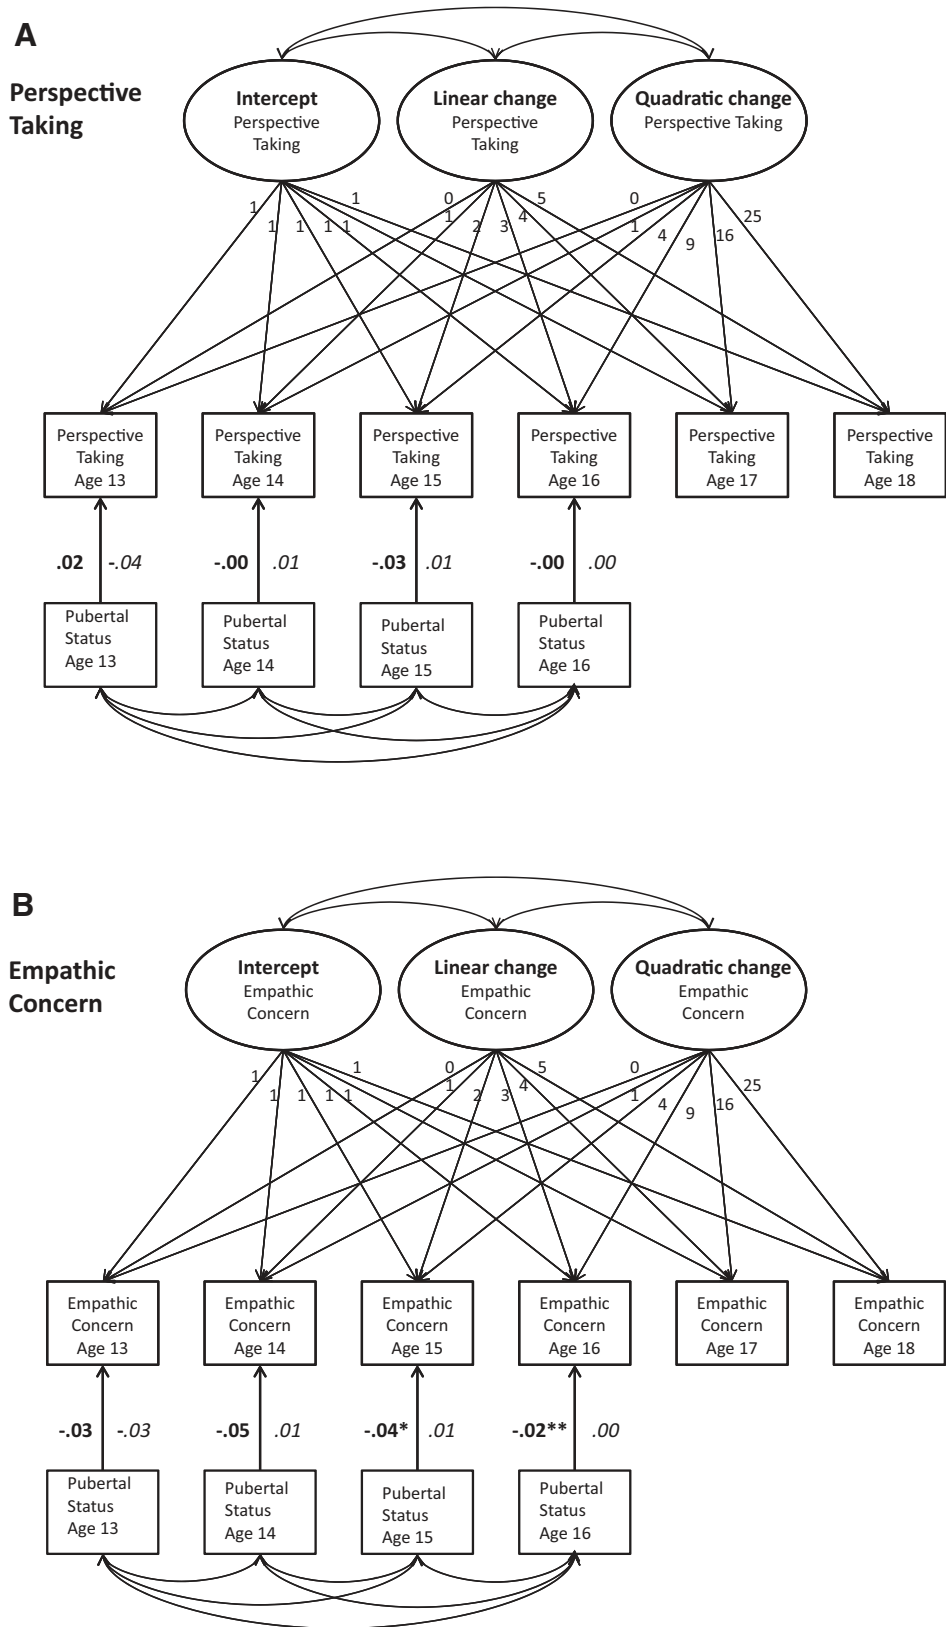 A
Perspective
Taking
Intercept
Perspective
Taking
Linear change
Perspective
Taking
Quadratic change
Perspective Taking
1 1 1 1 1 1
0 1 2 3 4 5
0 1 4 9 16 25
Perspective
Taking
Age 13
Perspective
Taking
Age 14
Perspective
Taking
Age 15
Perspective
Taking
Age 16
Perspective
Taking
Age 17
Perspective
Taking
Age 18
.02 -.04
-.00 .01
-.03 .01
-.00 .00
Pubertal
Status
Age 13
Pubertal
Status
Age 14
Pubertal
Status
Age 15
Pubertal
Status
Age 16
B
Empathic
Concern
Intercept
Empathic
Concern
Linear change
Empathic
Concern
Quadratic change
Empathic
Concern
1 1 1 1 1 1
0 1 2 3 4 5
0 1 4 9 16 25
Empathic
Concern
Age 13
Empathic
Concern
Age 14
Empathic
Concern
Age 15
Empathic
Concern
Age 16
Empathic
Concern
Age 17
Empathic
Concern
Age 18
-.03 -.03
-.05 .01
-.04* .01
-.02** .00
Pubertal
Status
Age 13
Pubertal
Status
Age 14
Pubertal
Status
Age 15
Pubertal
Status
Age 16